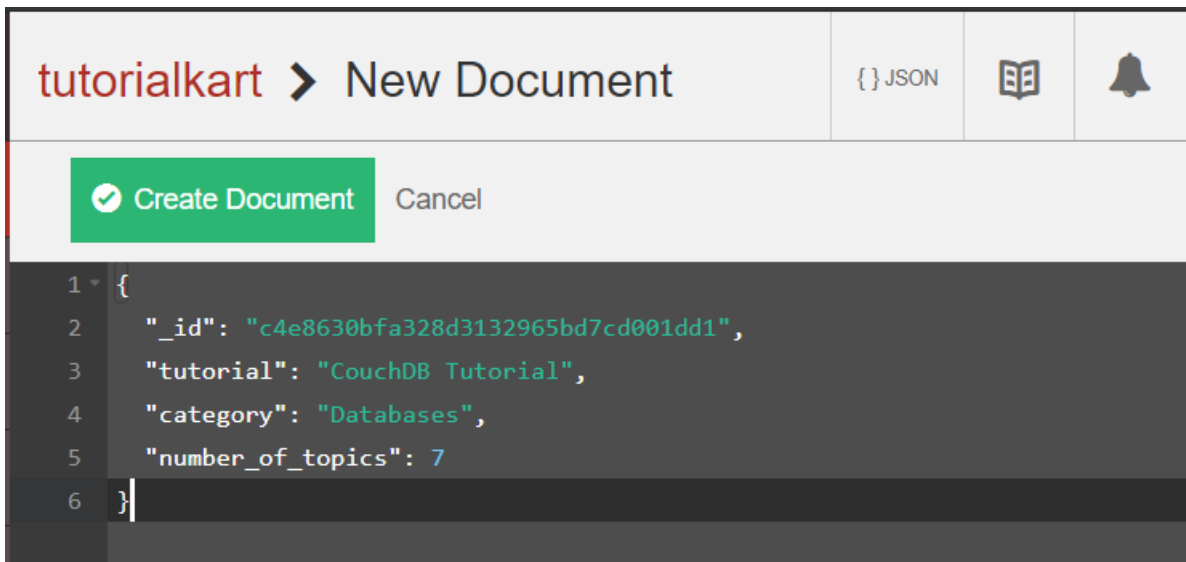 tutorialkart > New Document { } JSON
Create Document Cancel
1 {
2 "_id": "c4e8630bfa328d3132965bd7cd001dd1",
3 "tutorial": "CouchDB Tutorial",
4 "category": "Databases",
5 "number_of_topics": 7
6 }